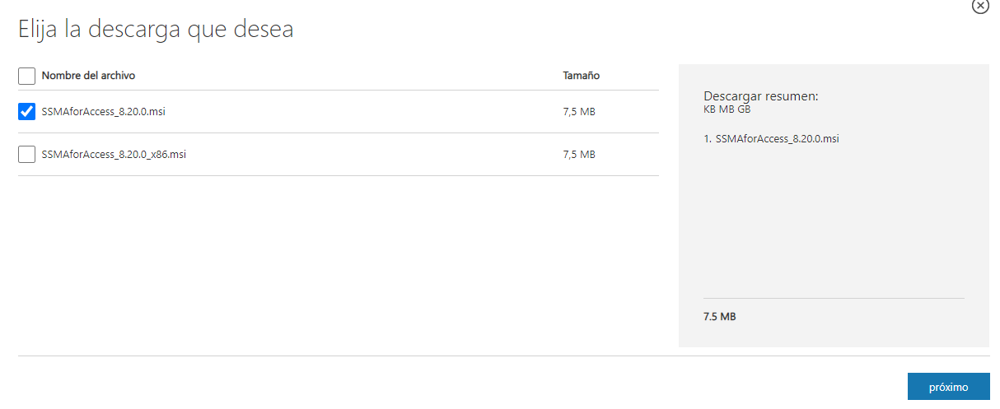 Elija la descarga que desea
Nombre del archivo Tamaño
SSMAforAccess_8.20.0.msi 7,5 MB
SSMAforAccess_8.20.0_x86.msi 7,5 MB
Descargar resumen:
KB MB GB
1. SSMAforAccess_8.20.0.msi
7.5 MB
próximo